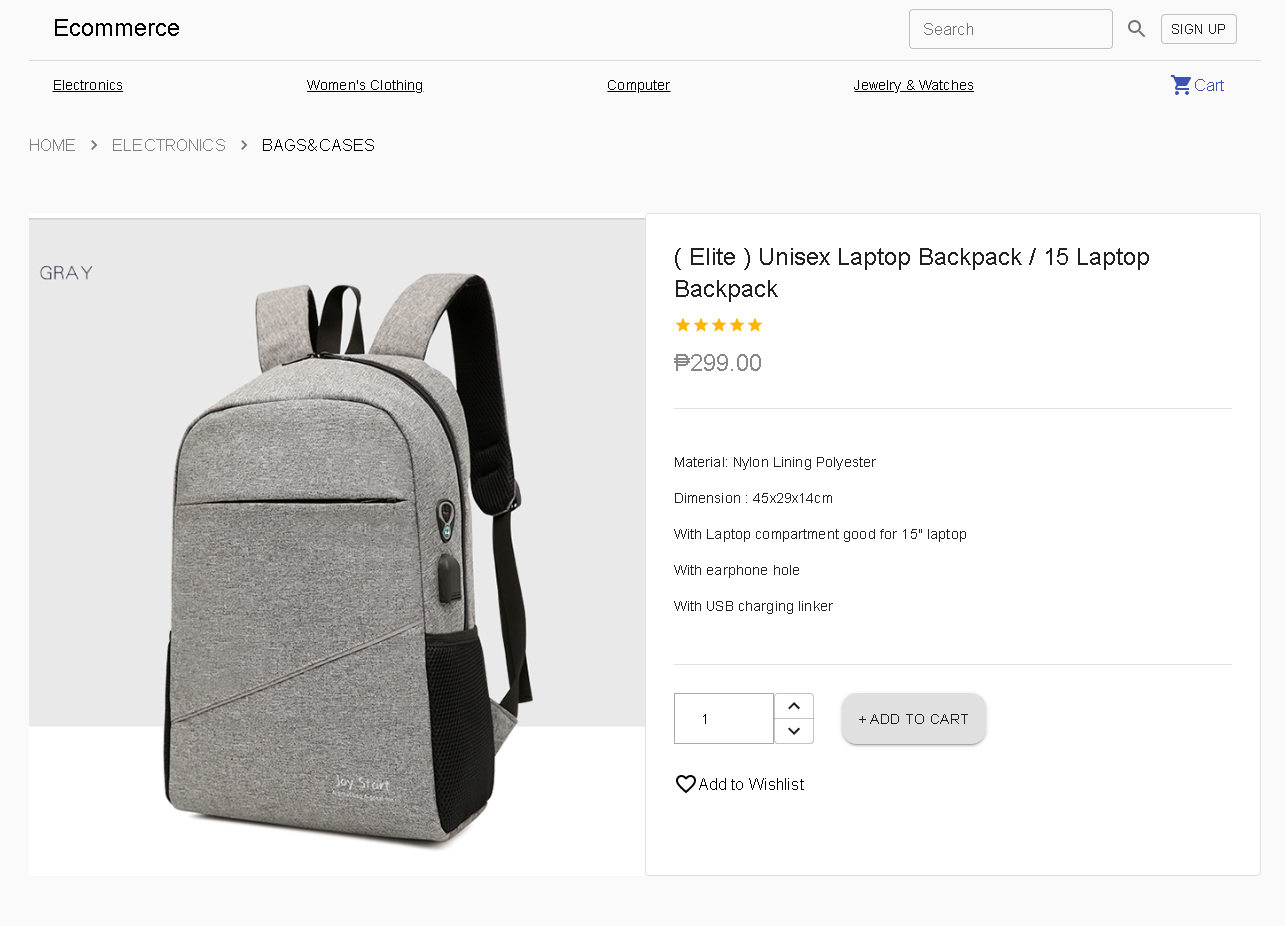 Ecommerce
Search
SIGN UP
Electronics
Women's Clothing
Computer
Jewelry & Watches
Cart
HOME > ELECTRONICS > BAGS&CASES
GRAY
Joy Start
( Elite ) Unisex Laptop Backpack / 15 Laptop
Backpack
₱299.00
Material: Nylon Lining Polyester
Dimension : 45x29x14cm
With Laptop compartment good for 15" laptop
With earphone hole
With USB charging linker
1
+ ADD TO CART
Add to Wishlist